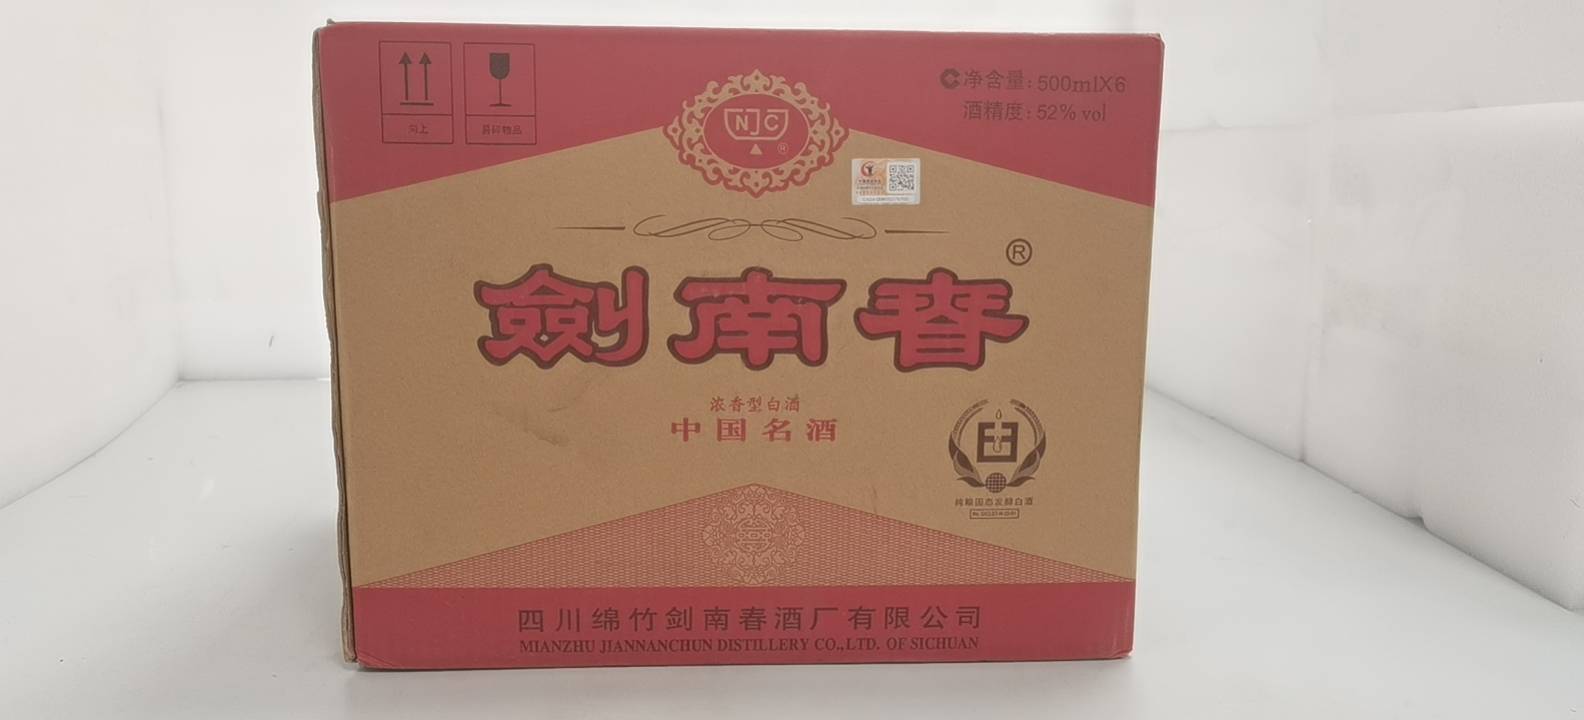 向上
易碎物品
NJC
®
净含量: 500mlX6
酒精度: 52% vol
劍南春®
浓香型白酒
中国名酒
纯粮固态发酵白酒
四川绵竹剑南春酒厂有限公司
MIANZHU JIANNANCHUN DISTILLERY CO.,LTD. OF SICHUAN